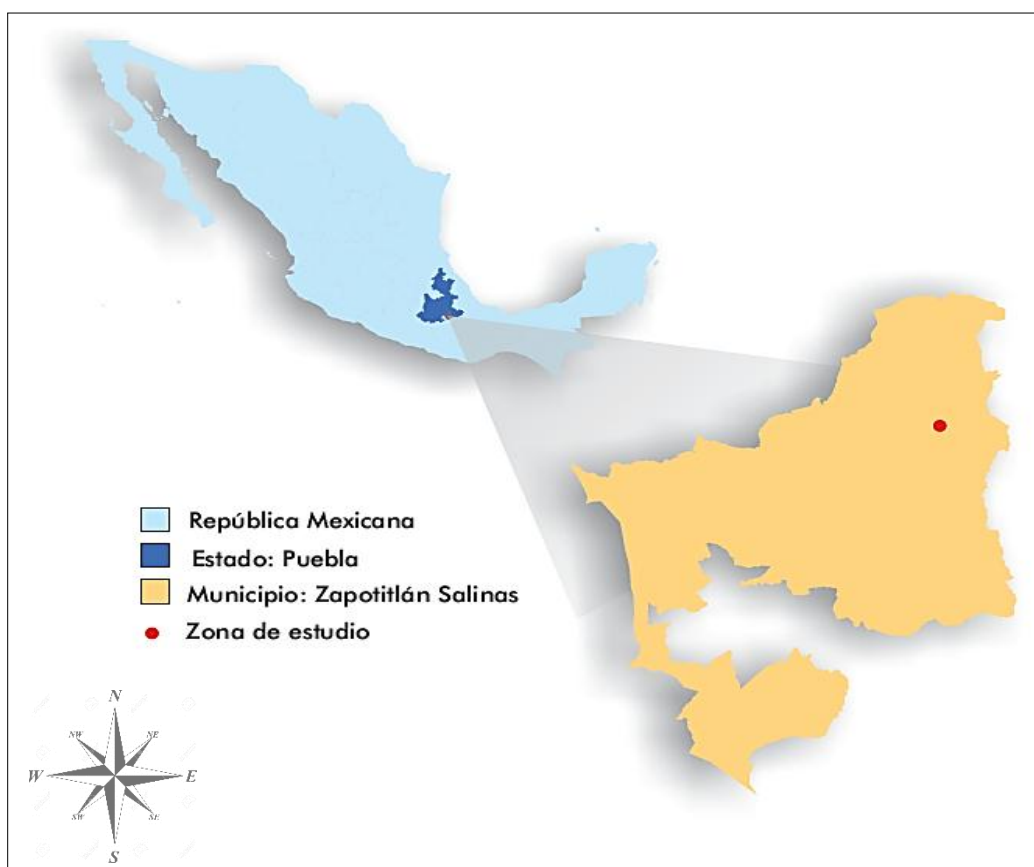 República Mexicana
Estado: Puebla
Municipio: Zapotitlán Salinas
Zona de estudio
N
NW NE
W E
SW SE
S